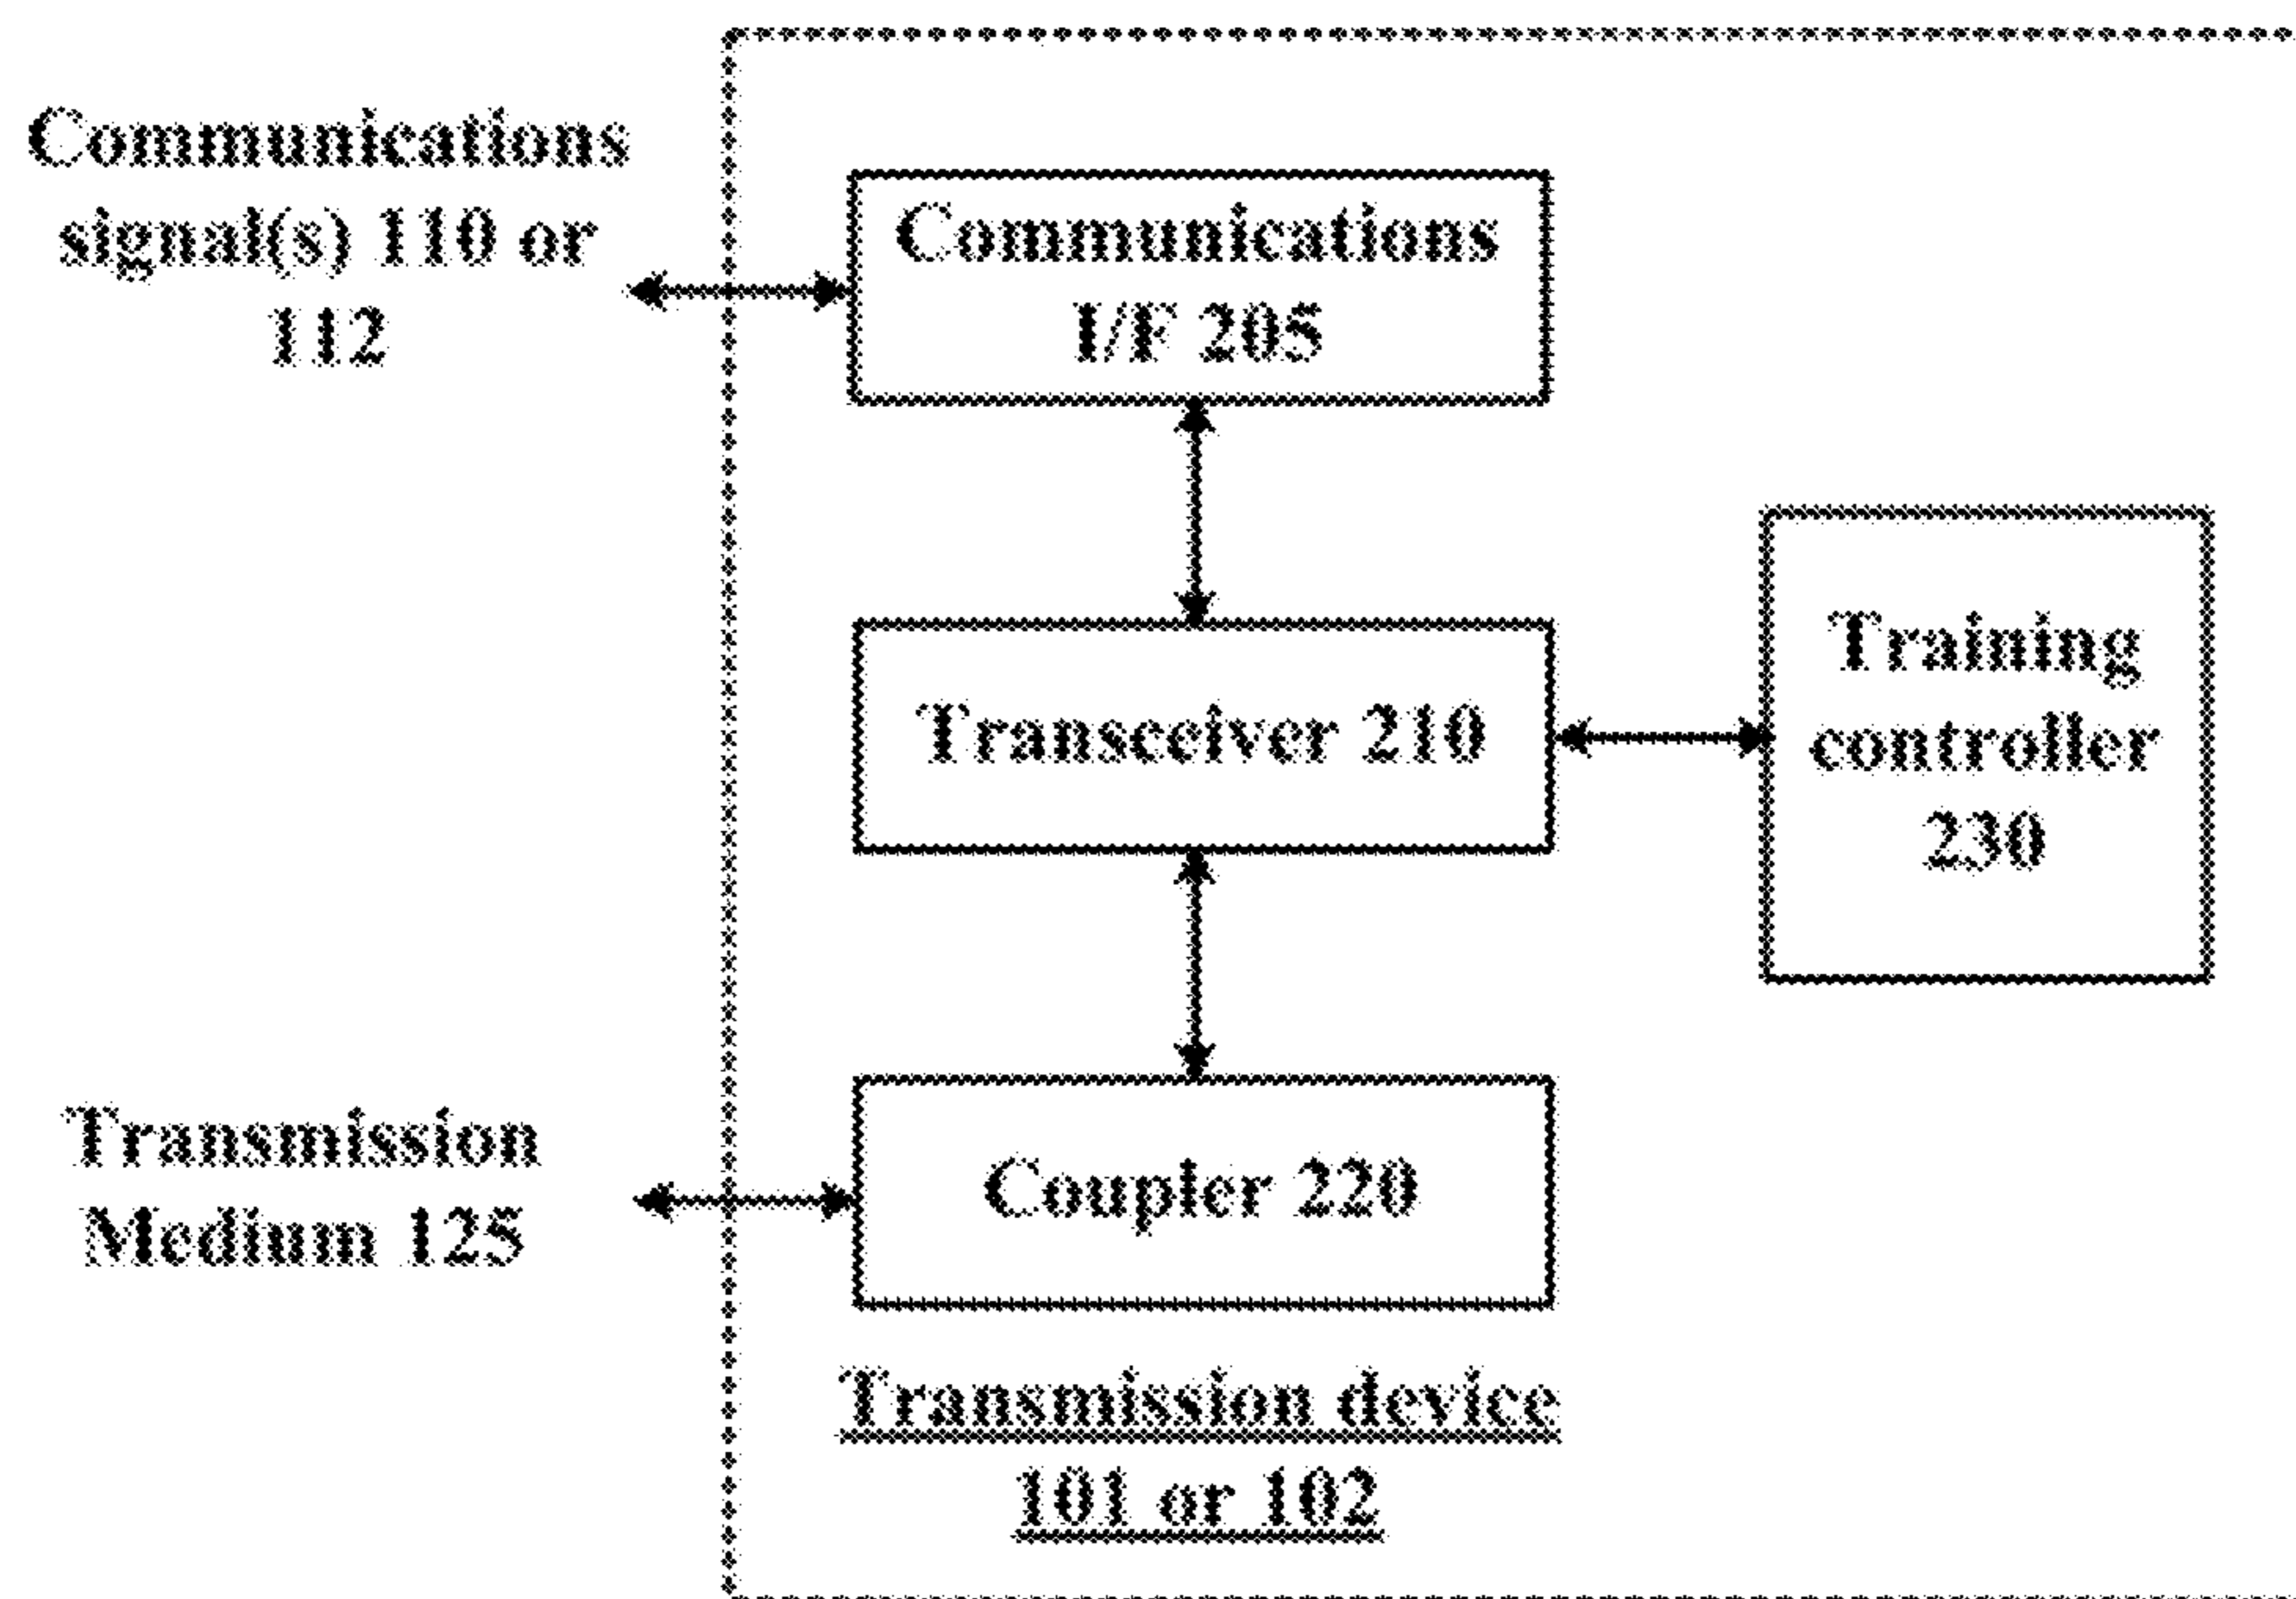 Communications
signal(s) 110 or
112
Communications
I/F 205
Transceiver 210
Training
controller
230
Transmission
Medium 125
Coupler 220
Transmission device
101 or 102